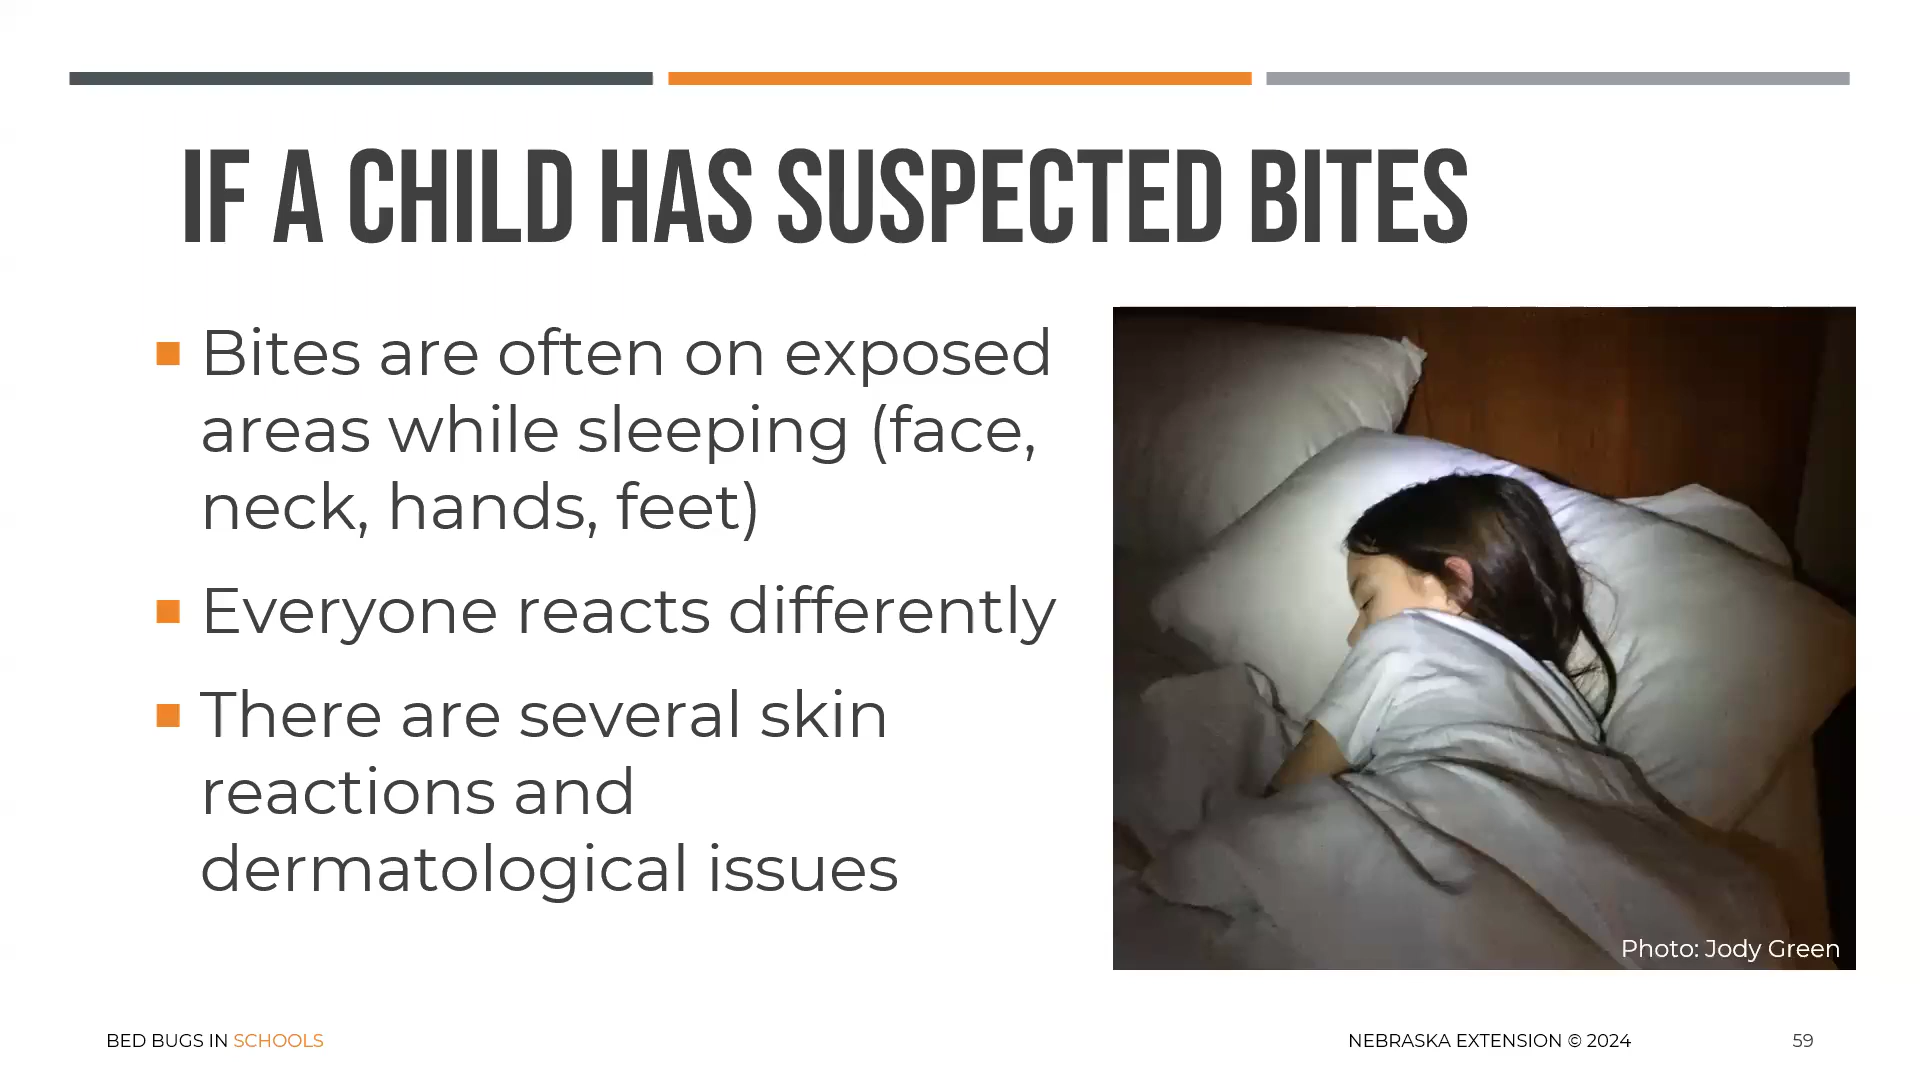 IF A CHILD HAS SUSPECTED BITES
Bites are often on exposed
areas while sleeping (face,
neck, hands, feet)
Everyone reacts differently
There are several skin
reactions and
dermatological issues
Photo: Jody Green
BED BUGS IN SCHOOLS
NEBRASKA EXTENSION © 2024
59